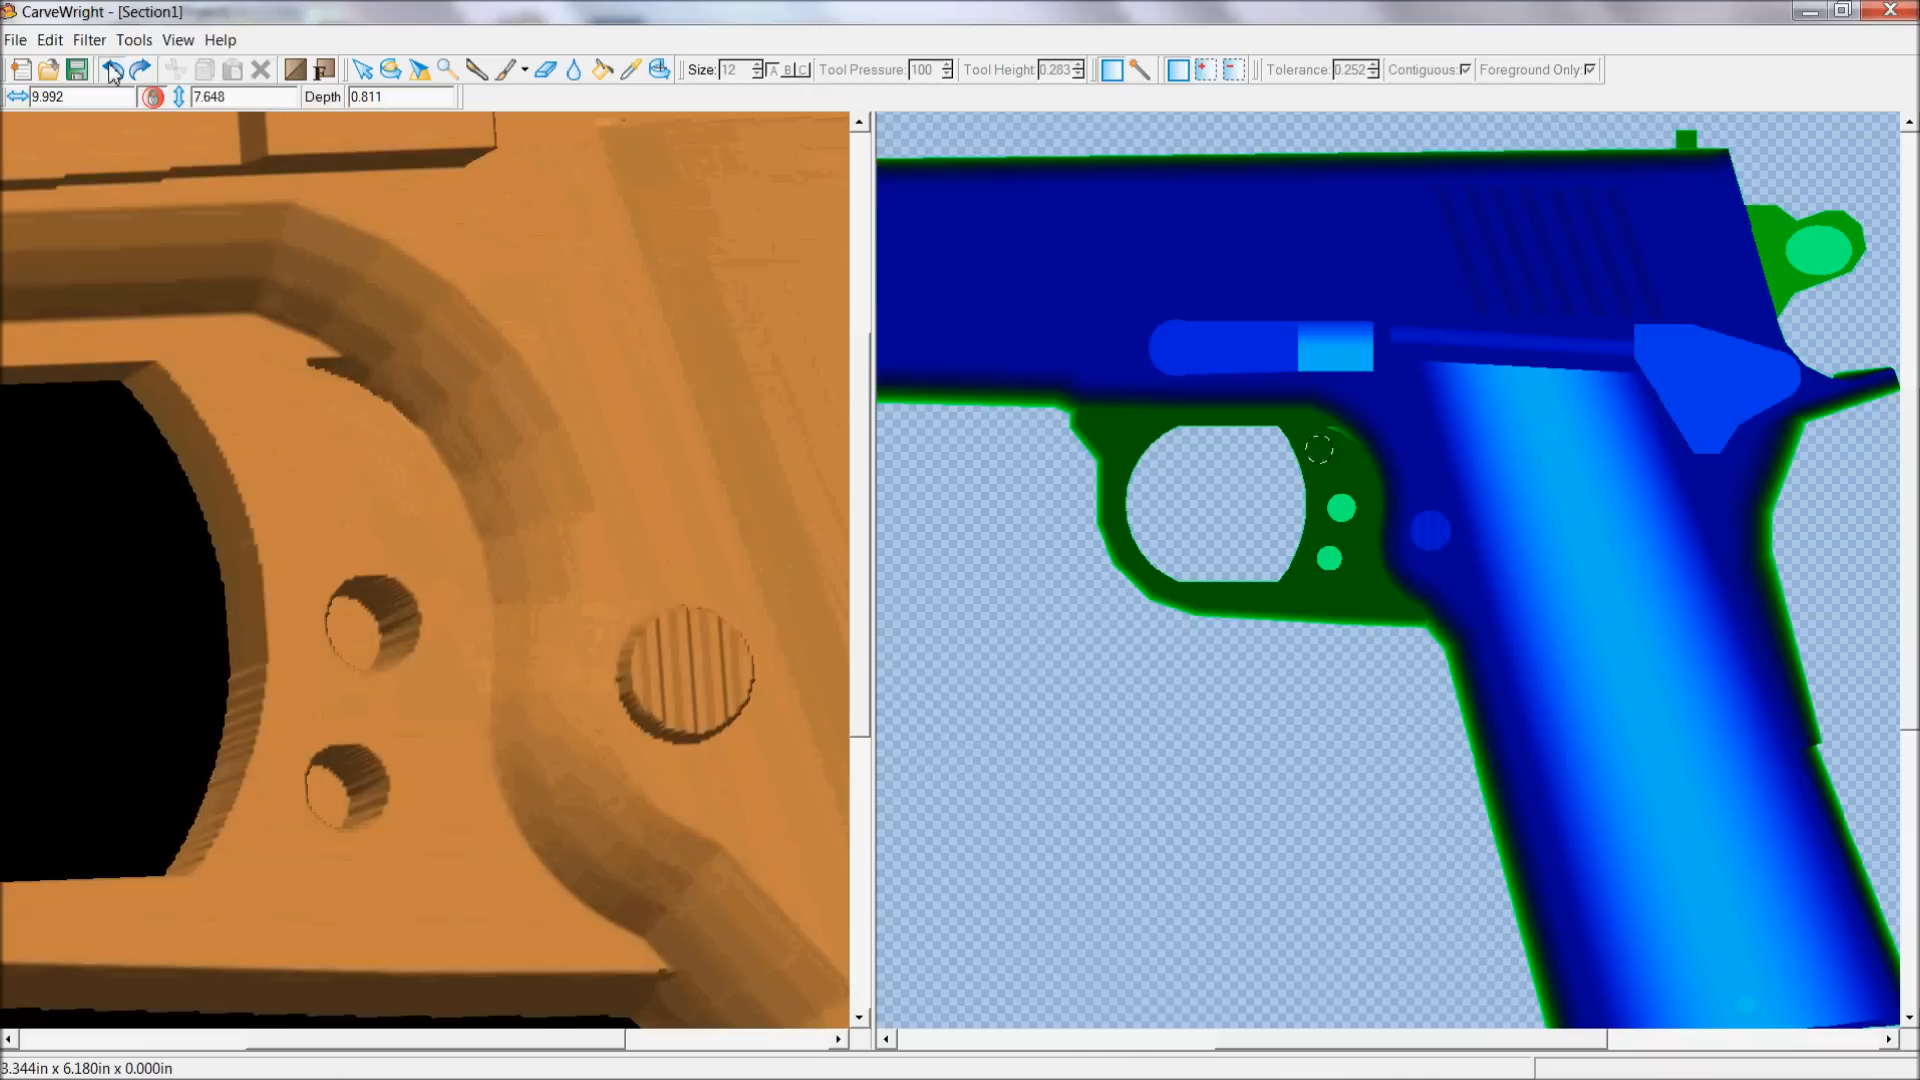 CarveWright - [Section1]
File Edit Filter Tools View Help
F Size: 12 A B C Tool Pressure: 100 Tool Height: 0.283 Tolerance: 0.252 Contiguous: Foreground Only:
9.992 7.648 Depth 0.811
3.344in x 6.180in x 0.000in